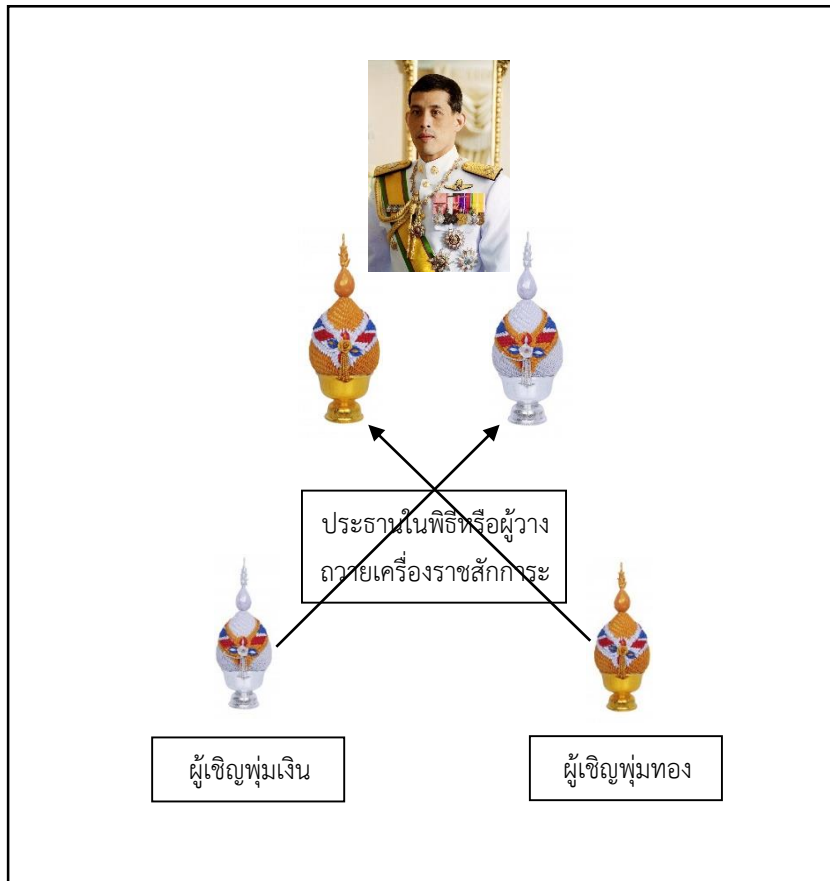 ประธานในพิธีหรือผู้วาง
ถวายเครื่องราชสักการะ
ผู้เชิญพุ่มเงิน
ผู้เชิญพุ่มทอง